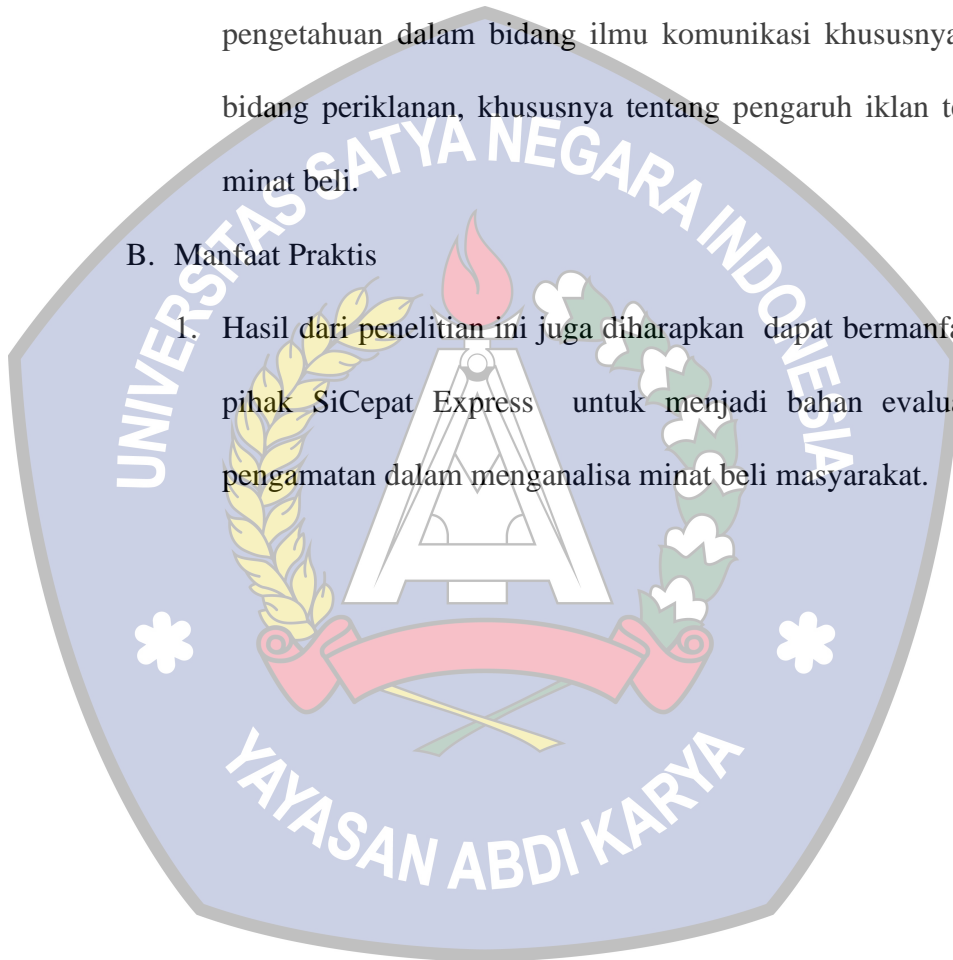 pengetahuan dalam bidang ilmu komunikasi khususnya
bidang periklanan, khususnya tentang pengaruh iklan
minat beli.
B. Manfaat Praktis
1. Hasil dari penelitian ini juga diharapkan dapat
pihak SiCepat Express untuk menjadi bahan
pengamatan dalam menganalisa minat beli masyarakat.
UNIVERSITAS SATYA NEGARA INDONESIA
YAYASAN ABDI KARYA